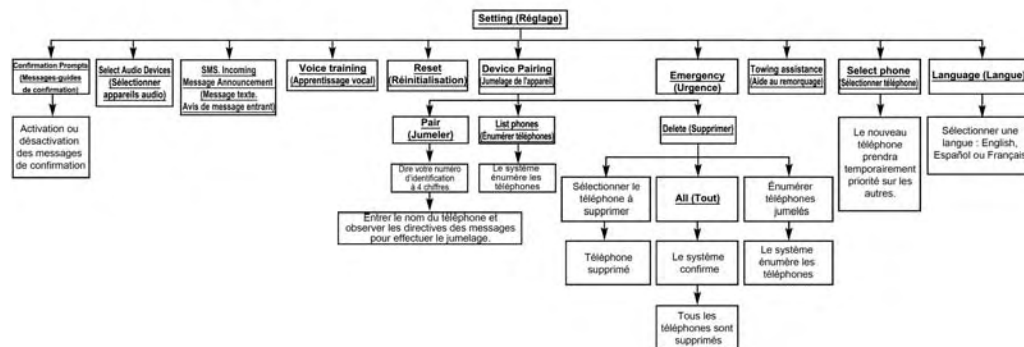 Setting (Réglage)
Confirmation Prompts
(Messages-guides
de confirmation)
Select Audio Devices
(Sélectionner
appareils audio)
SMS. Incoming
Message Announcement
(Message texte.
Avis de message entrant)
Voice training
(Apprentissage vocal)
Reset
(Réinitialisation)
Device Pairing
(Jumelage de l'appareil)
Emergency
(Urgence)
Towing assistance
(Aide au remorquage)
Select phone
(Sélectionner téléphone)
Language (Langue)
Activation ou
désactivation
des messages
de confirmation
Pair
(Jumeler)
List phones
(Énumérer téléphones)
Delete (Supprimer)
Le nouveau
téléphone
prendra
temporairement
priorité sur les
autres.
Sélectionner une
langue : English,
Español ou Français
Dire votre numéro
d'identification
à 4 chiffres
Le système
énumère les
téléphones
Sélectionner le
téléphone à
supprimer
All (Tout)
Énumérer
téléphones
jumelés
Entrer le nom du téléphone et
observer les directives des messages
pour effectuer le jumelage.
Téléphone
supprimé
Le système
confirme
Le système
énumère les
téléphones
Tous les
téléphones sont
supprimés